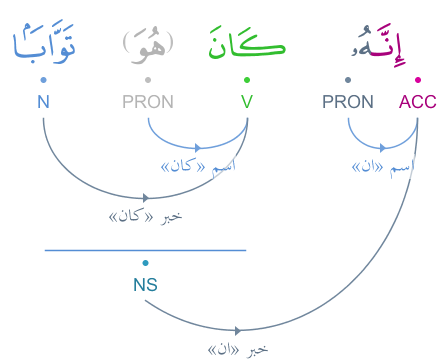 إِنَّهُۥ كَانَ (هُوَ) تَوَّابَۢا
ACC PRON V PRON N
اسم «ان» اسم «كان»
خبر «كان»
NS
خبر «ان»